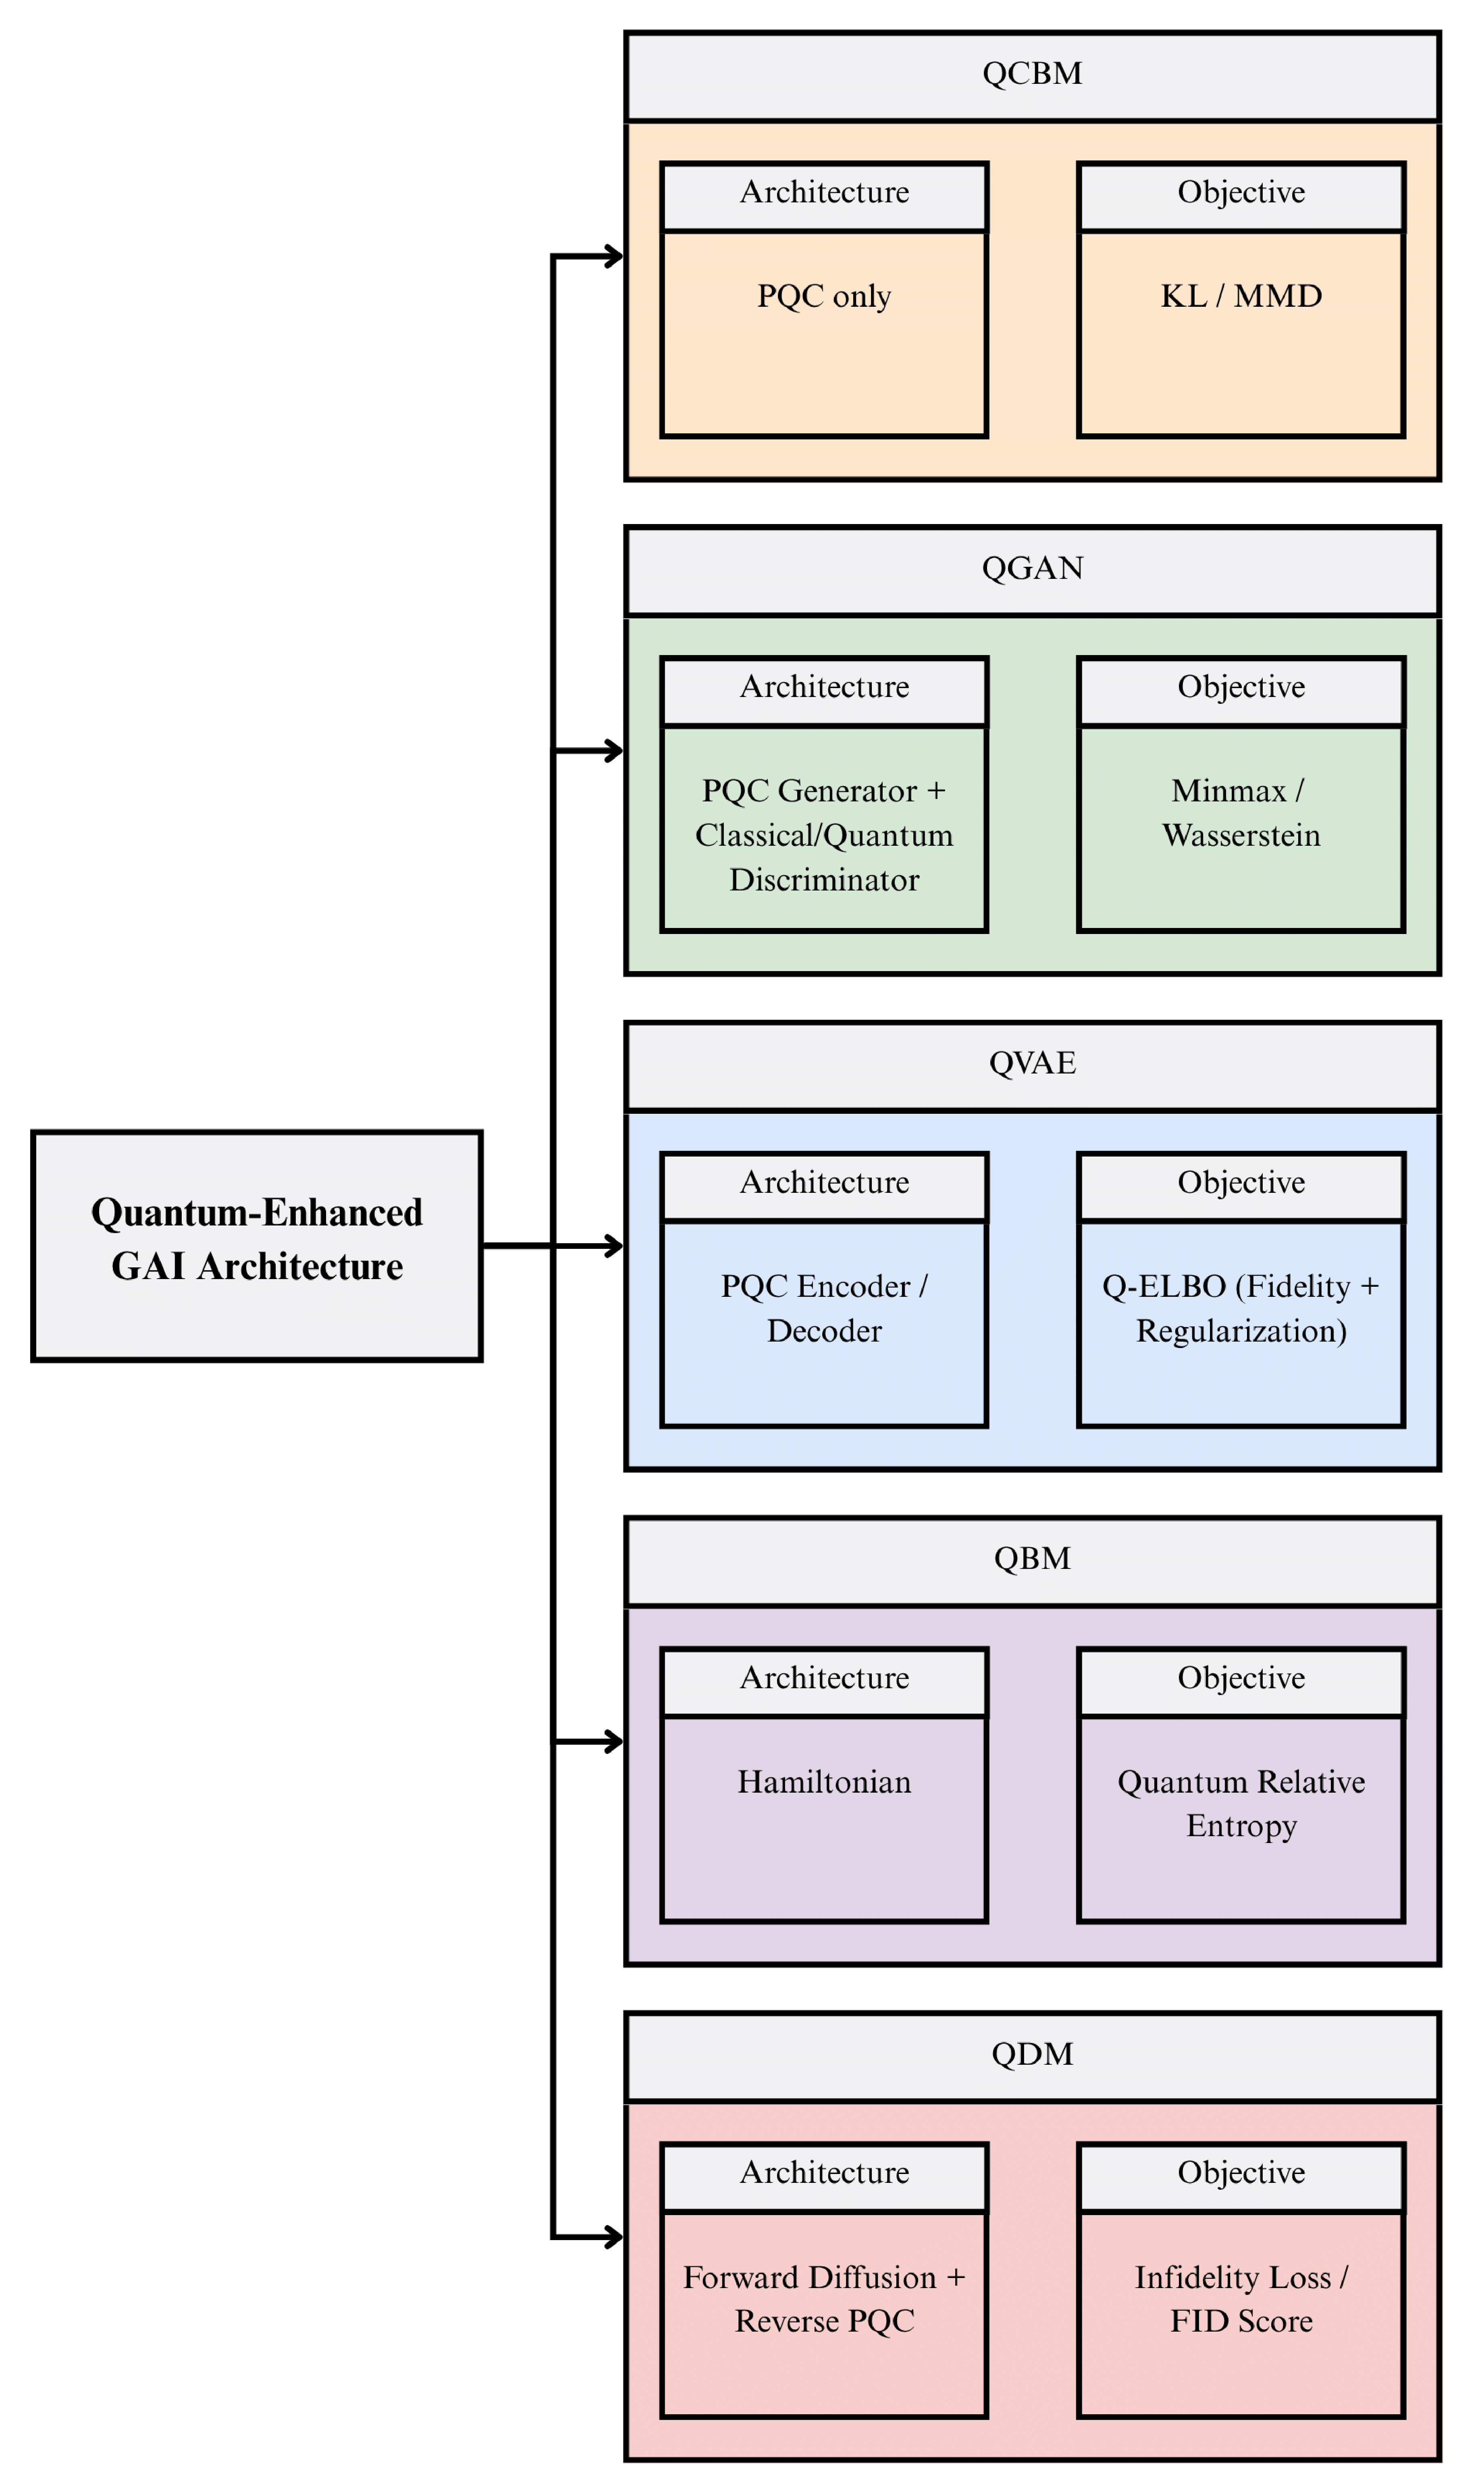 QCBM
Architecture
Objective
PQC only
KL / MMD
QGAN
Architecture
Objective
PQC Generator +
Classical/Quantum
Discriminator
Minmax /
Wasserstein
QVAE
Architecture
Objective
PQC Encoder /
Decoder
Q-ELBO (Fidelity +
Regularization)
Quantum-Enhanced
GAI Architecture
QBM
Architecture
Objective
Hamiltonian
Quantum Relative
Entropy
QDM
Architecture
Objective
Forward Diffusion +
Reverse PQC
Infidelity Loss /
FID Score